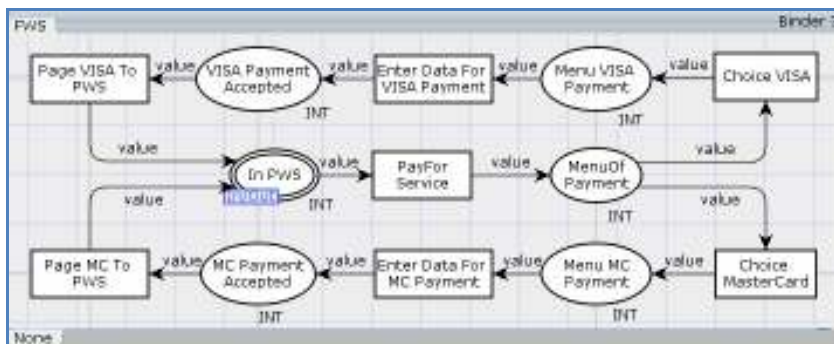 PWS
Binder
Page VISA To
PWS
value
VISA Payment
Accepted
INT
value
Enter Data For
VISA Payment
value
Menu VISA
Payment
INT
value
Choice VISA
value
value
In PWS
INT
value
PayFor
Service
value
MenuOf
Payment
INT
value
value
Page MC To
PWS
value
MC Payment
Accepted
INT
value
Enter Data For
MC Payment
value
Menu MC
Payment
INT
value
Choice
MasterCard
None